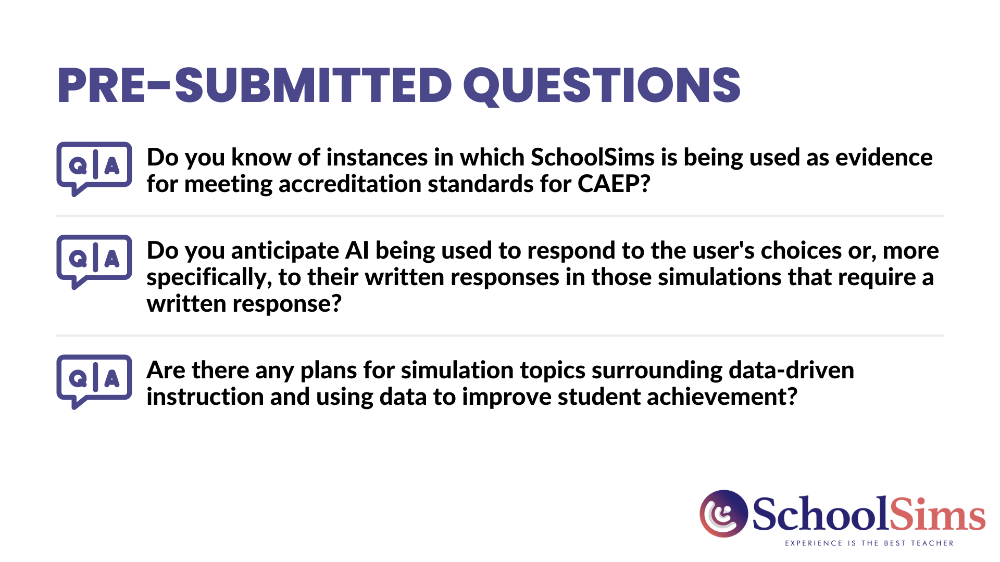 PRE-SUBMITTED QUESTIONS
Q|A
Do you know of instances in which SchoolSims is being used as evidence
for meeting accreditation standards for CAEP?
Q|A
Do you anticipate AI being used to respond to the user's choices or, more
specifically, to their written responses in those simulations that require a
written response?
Q|A
Are there any plans for simulation topics surrounding data-driven
instruction and using data to improve student achievement?
SchoolSims
EXPERIENCE IS THE BEST TEACHER